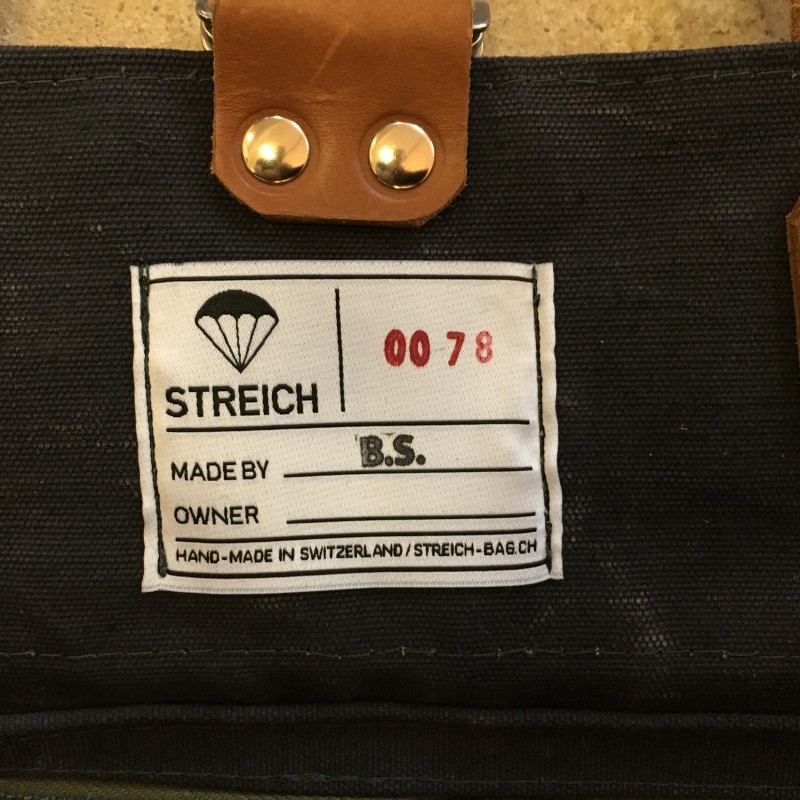 STREICH
0078
MADE BY B.S.
OWNER
HAND-MADE IN SWITZERLAND / STREICH-BAG.CH